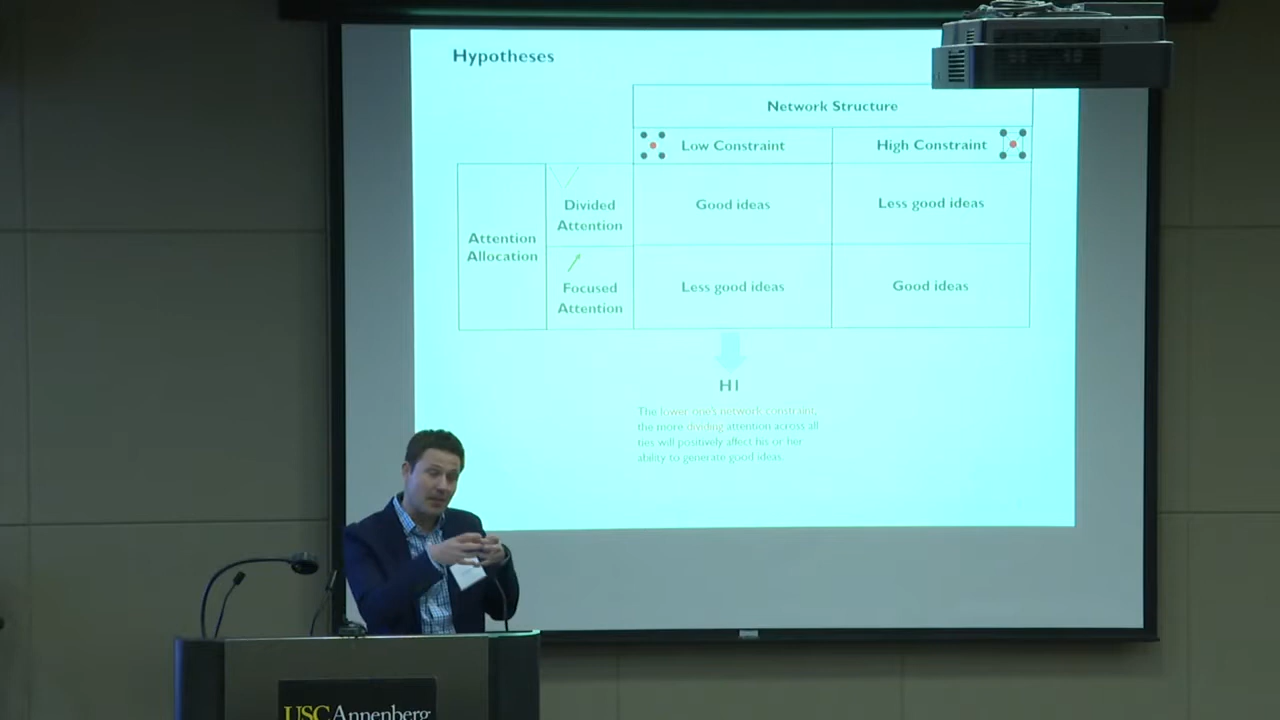 Hypotheses
Network Structure
Low Constraint
High Constraint
Divided
Attention
Good ideas
Less good ideas
Attention
Allocation
Focused
Attention
Less good ideas
Good ideas
H1
The lower one's network constraint,
the more dividing attention across all
ties will positively affect his or her
ability to generate good ideas.
USC Annenberg